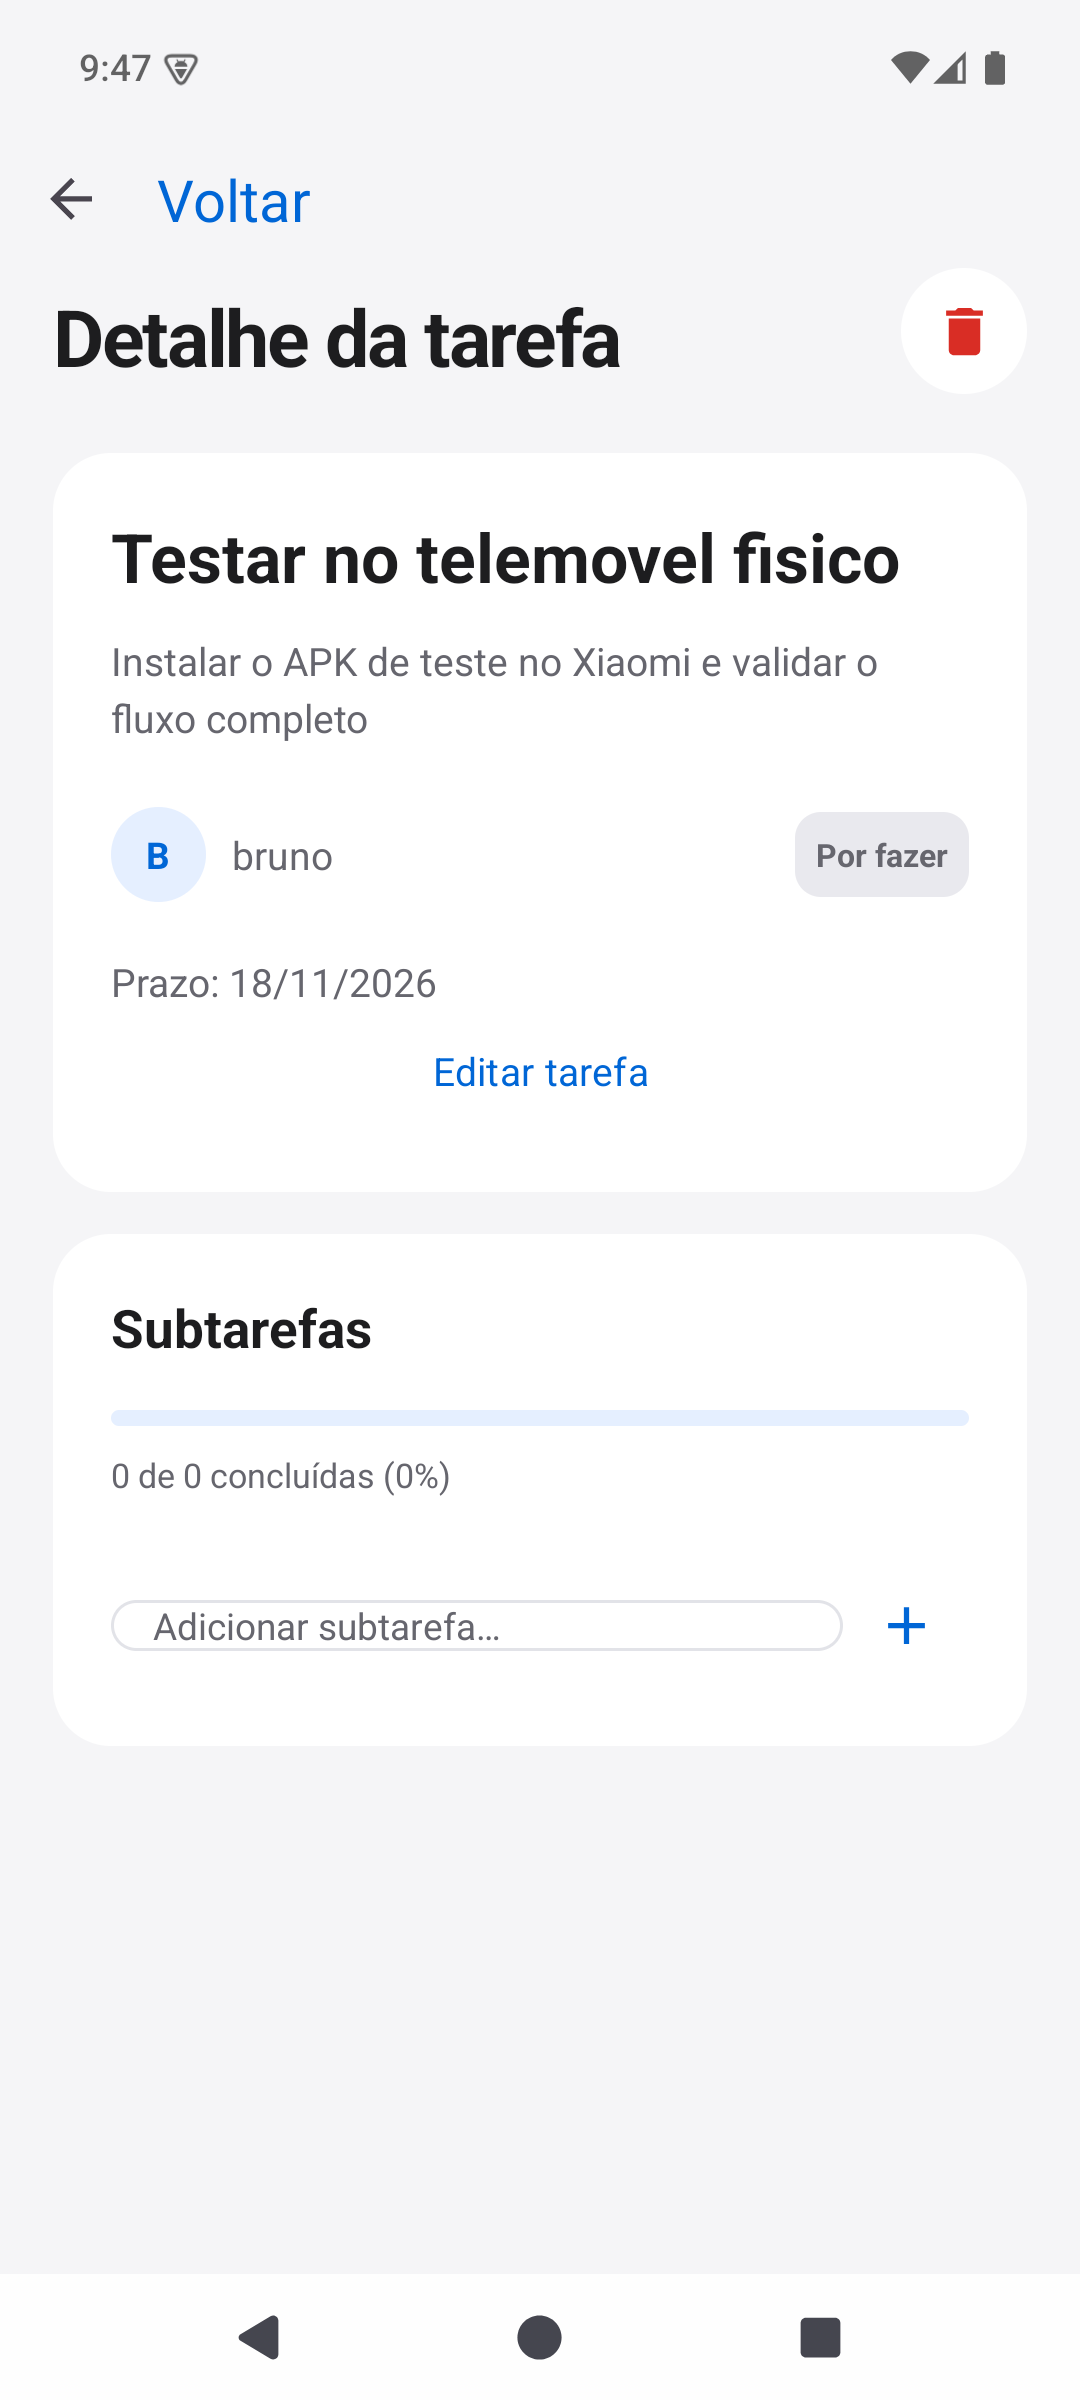 9:47
Voltar
Detalhe da tarefa
Testar no telemovel fisico
Instalar o APK de teste no Xiaomi e validar o
fluxo completo
B bruno Por fazer
Prazo: 18/11/2026
Editar tarefa
Subtarefas
0 de 0 concluídas (0%)
Adicionar subtarefa…